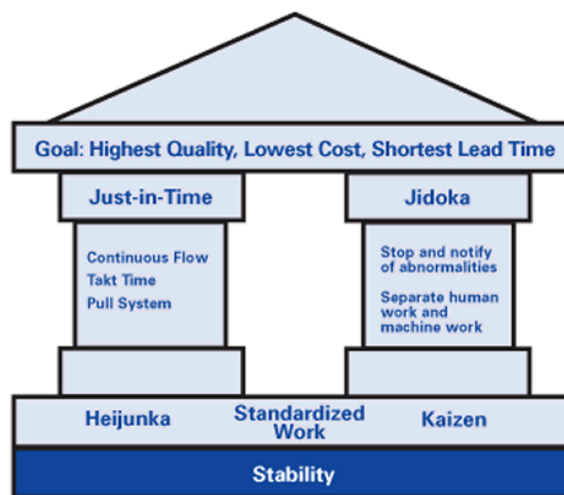 Goal: Highest Quality, Lowest Cost, Shortest Lead Time
Just-in-Time
Continuous Flow
Takt Time
Pull System
Jidoka
Stop and notify
of abnormalities
Separate human
work and
machine work
Heijunka
Standardized
Work
Kaizen
Stability